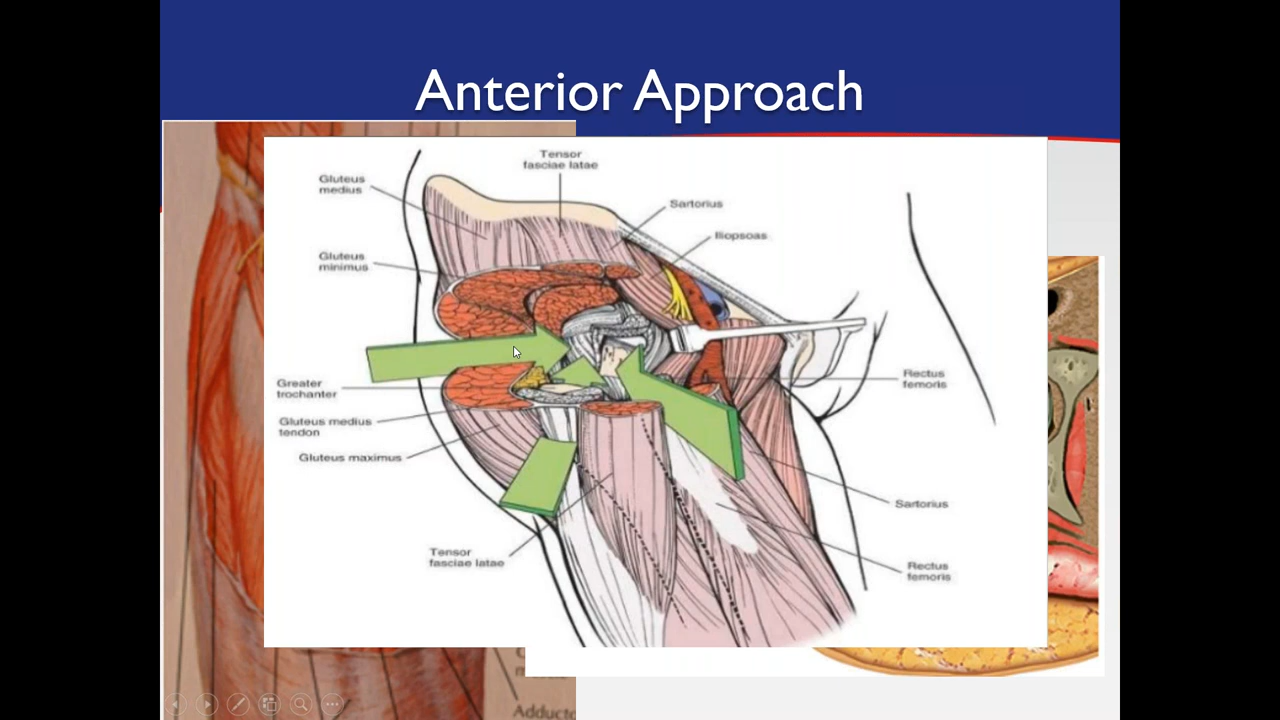 Anterior Approach
Tensor
fasciae latae
Gluteus
medius
Sartorius
Iliopsoas
Gluteus
minimus
Greater
trochanter
Rectus
femoris
Gluteus medius
tendon
Gluteus maximus
Sartorius
Tensor
fasciae latae
Rectus
femoris